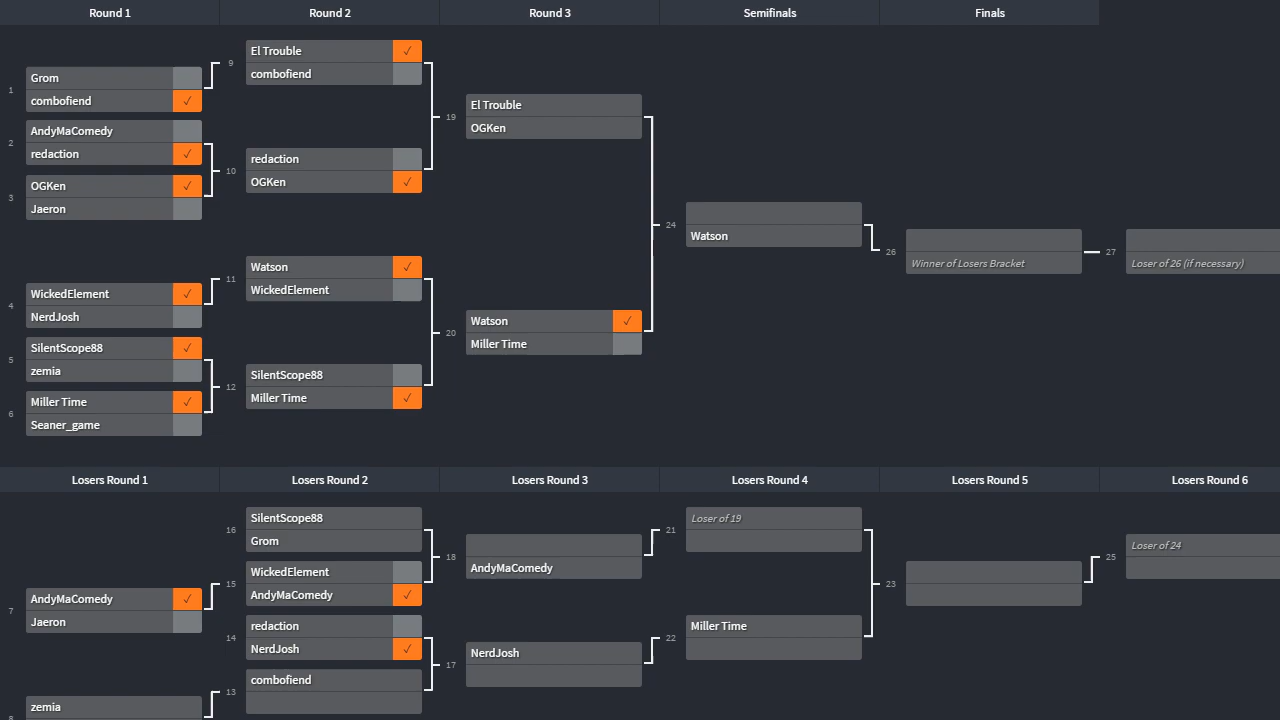 Round 1
Round 2
Round 3
Semifinals
Finals
1
Grom
combofiend ✓
2
AndyMaComedy
redaction ✓
3
OGKen ✓
Jaeron
4
WickedElement ✓
NerdJosh
5
SilentScope88 ✓
zemia
6
Miller Time ✓
Seaner_game
9
El Trouble ✓
combofiend
10
redaction
OGKen ✓
11
Watson ✓
WickedElement
12
SilentScope88
Miller Time ✓
19
El Trouble
OGKen
20
Watson ✓
Miller Time
24
Watson
26
Winner of Losers Bracket
27
Loser of 26 (if necessary)
Losers Round 1
Losers Round 2
Losers Round 3
Losers Round 4
Losers Round 5
Losers Round 6
7
AndyMaComedy ✓
Jaeron
8
zemia
16
SilentScope88
Grom
15
WickedElement
AndyMaComedy ✓
14
redaction
NerdJosh ✓
13
combofiend
18
AndyMaComedy
17
NerdJosh
21
Loser of 19
22
Miller Time
23
25
Loser of 24